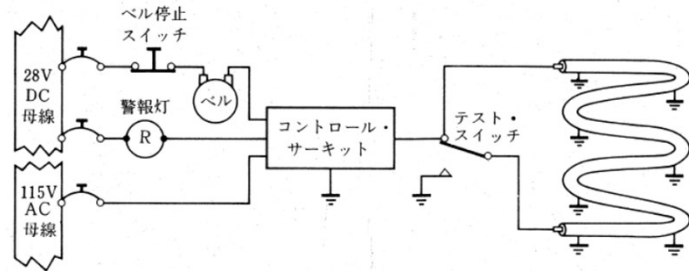 ベル停止
スイッチ
28V
DC
母線
ベル
警報灯
R
コントロール・
サーキット
テスト・
スイッチ
115V
AC
母線